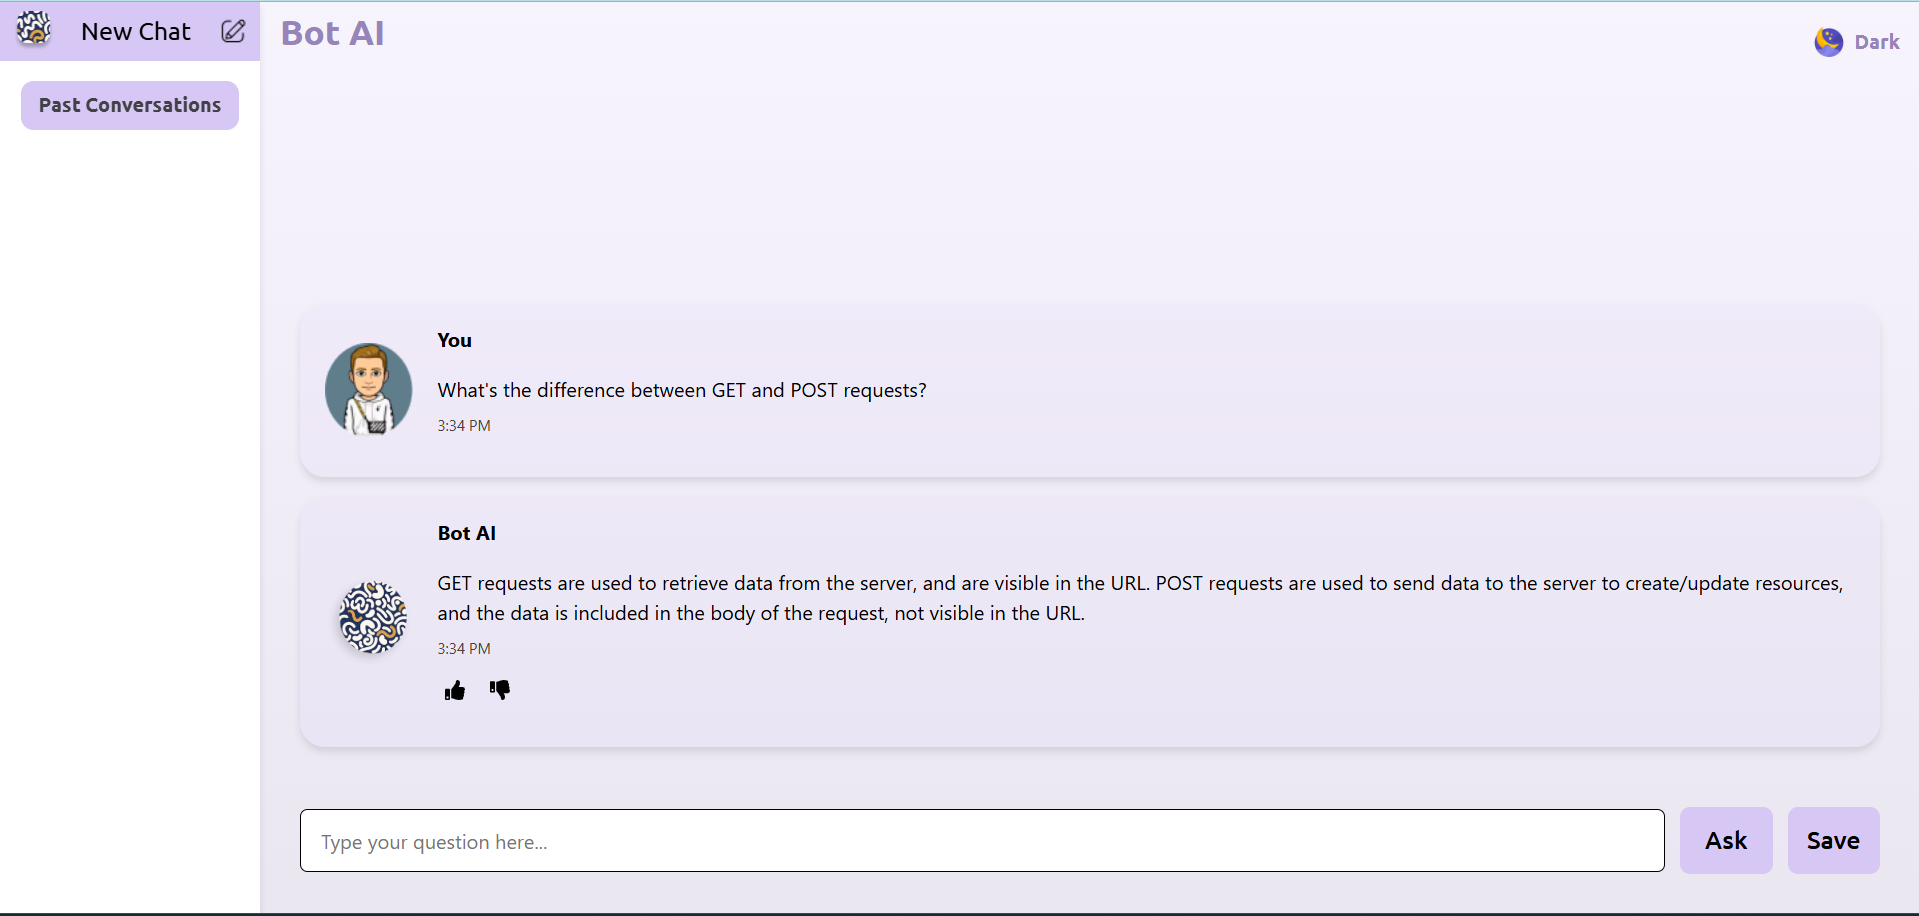 New Chat
Bot AI
Dark
Past Conversations
You
What's the difference between GET and POST requests?
3:34 PM
Bot AI
GET requests are used to retrieve data from the server, and are visible in the URL. POST requests are used to send data to the server to create/update resources,
and the data is included in the body of the request, not visible in the URL.
3:34 PM
Type your question here...
Ask
Save